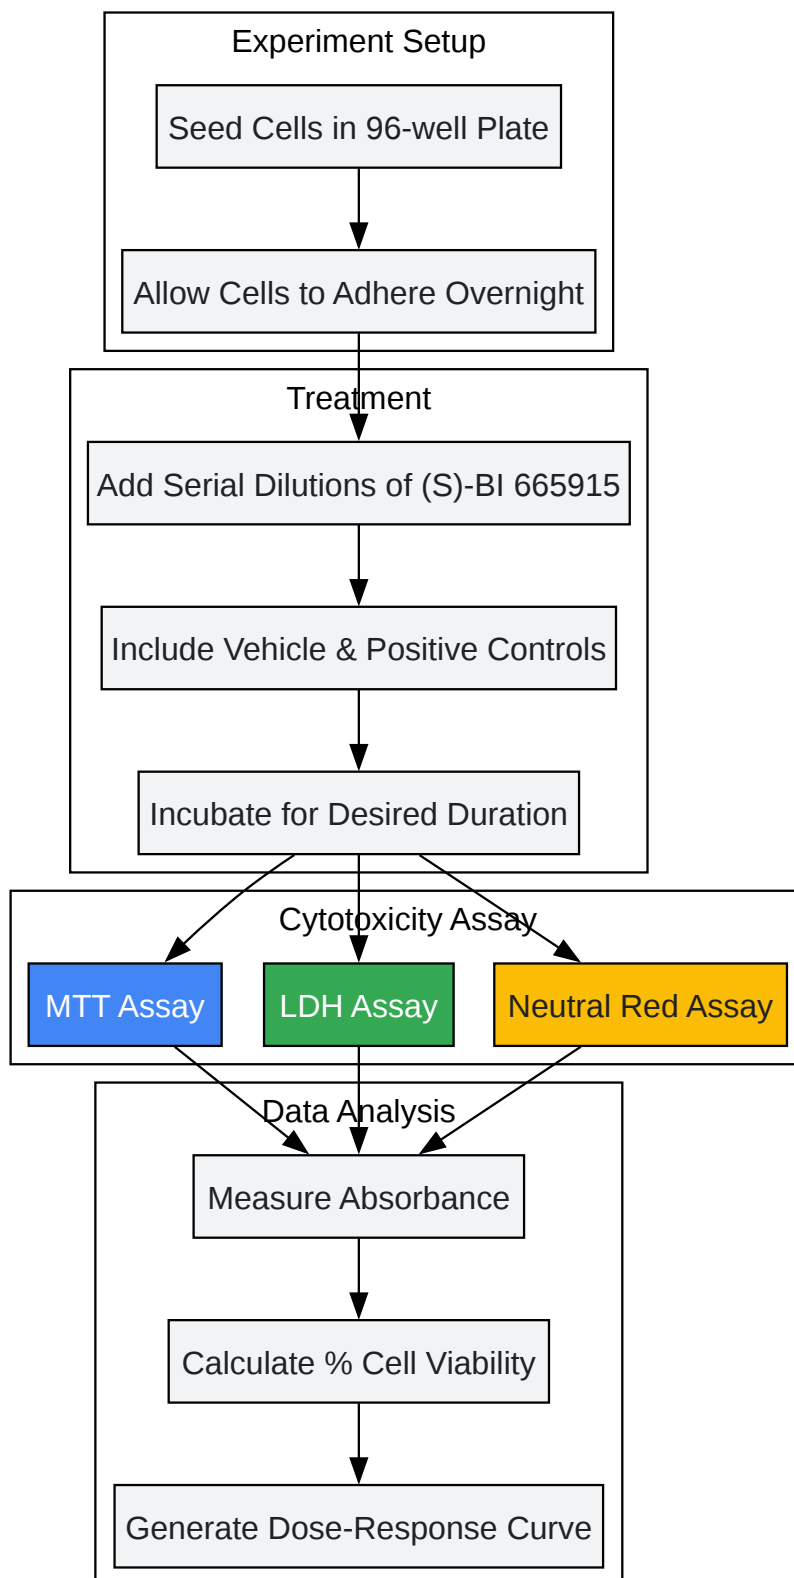 Experiment Setup
Seed Cells in 96-well Plate
Allow Cells to Adhere Overnight
Treatment
Add Serial Dilutions of (S)-BI 665915
Include Vehicle & Positive Controls
Incubate for Desired Duration
Cytotoxicity Assay
MTT Assay
LDH Assay
Neutral Red Assay
Data Analysis
Measure Absorbance
Calculate % Cell Viability
Generate Dose-Response Curve